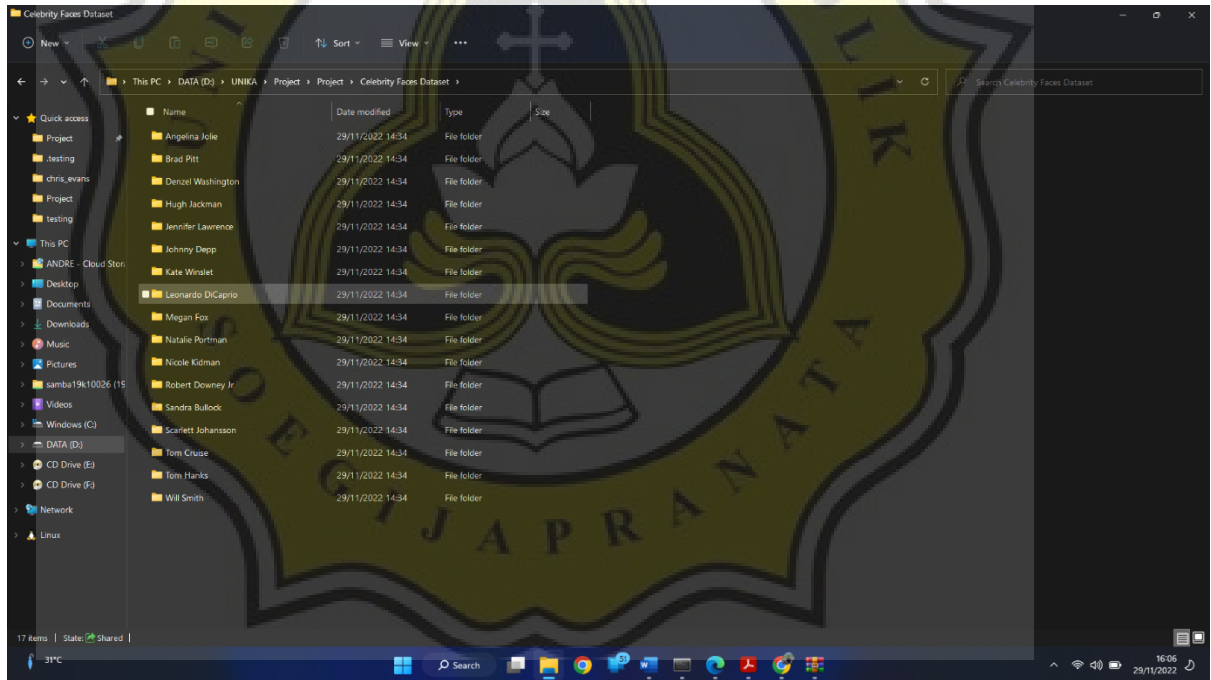 Celebrity Faces Dataset
New Sort View ...
This PC > DATA (D:) > UNIKA > Project > Project > Celebrity Faces Dataset > Search Celebrity Faces Dataset
Name Date modified Type Size
Quick access
Project
.testing
chris_evans
Project
testing
This PC
ANDRE - Cloud Stor
Desktop
Documents
Downloads
Music
Pictures
samba19k10026 (19
Videos
Windows (C:)
DATA (D:)
CD Drive (E:)
CD Drive (F:)
Network
Linux
Angelina Jolie 29/11/2022 14:34 File folder
Brad Pitt 29/11/2022 14:34 File folder
Denzel Washington 29/11/2022 14:34 File folder
Hugh Jackman 29/11/2022 14:34 File folder
Jennifer Lawrence 29/11/2022 14:34 File folder
Johnny Depp 29/11/2022 14:34 File folder
Kate Winslet 29/11/2022 14:34 File folder
Leonardo DiCaprio 29/11/2022 14:34 File folder
Megan Fox 29/11/2022 14:34 File folder
Natalie Portman 29/11/2022 14:34 File folder
Nicole Kidman 29/11/2022 14:34 File folder
Robert Downey Jr 29/11/2022 14:34 File folder
Sandra Bullock 29/11/2022 14:34 File folder
Scarlett Johansson 29/11/2022 14:34 File folder
Tom Cruise 29/11/2022 14:34 File folder
Tom Hanks 29/11/2022 14:34 File folder
Will Smith 29/11/2022 14:34 File folder
SOEGIJAPRANATA
17 items | State: Shared |
31°C Search 51 16:06
29/11/2022